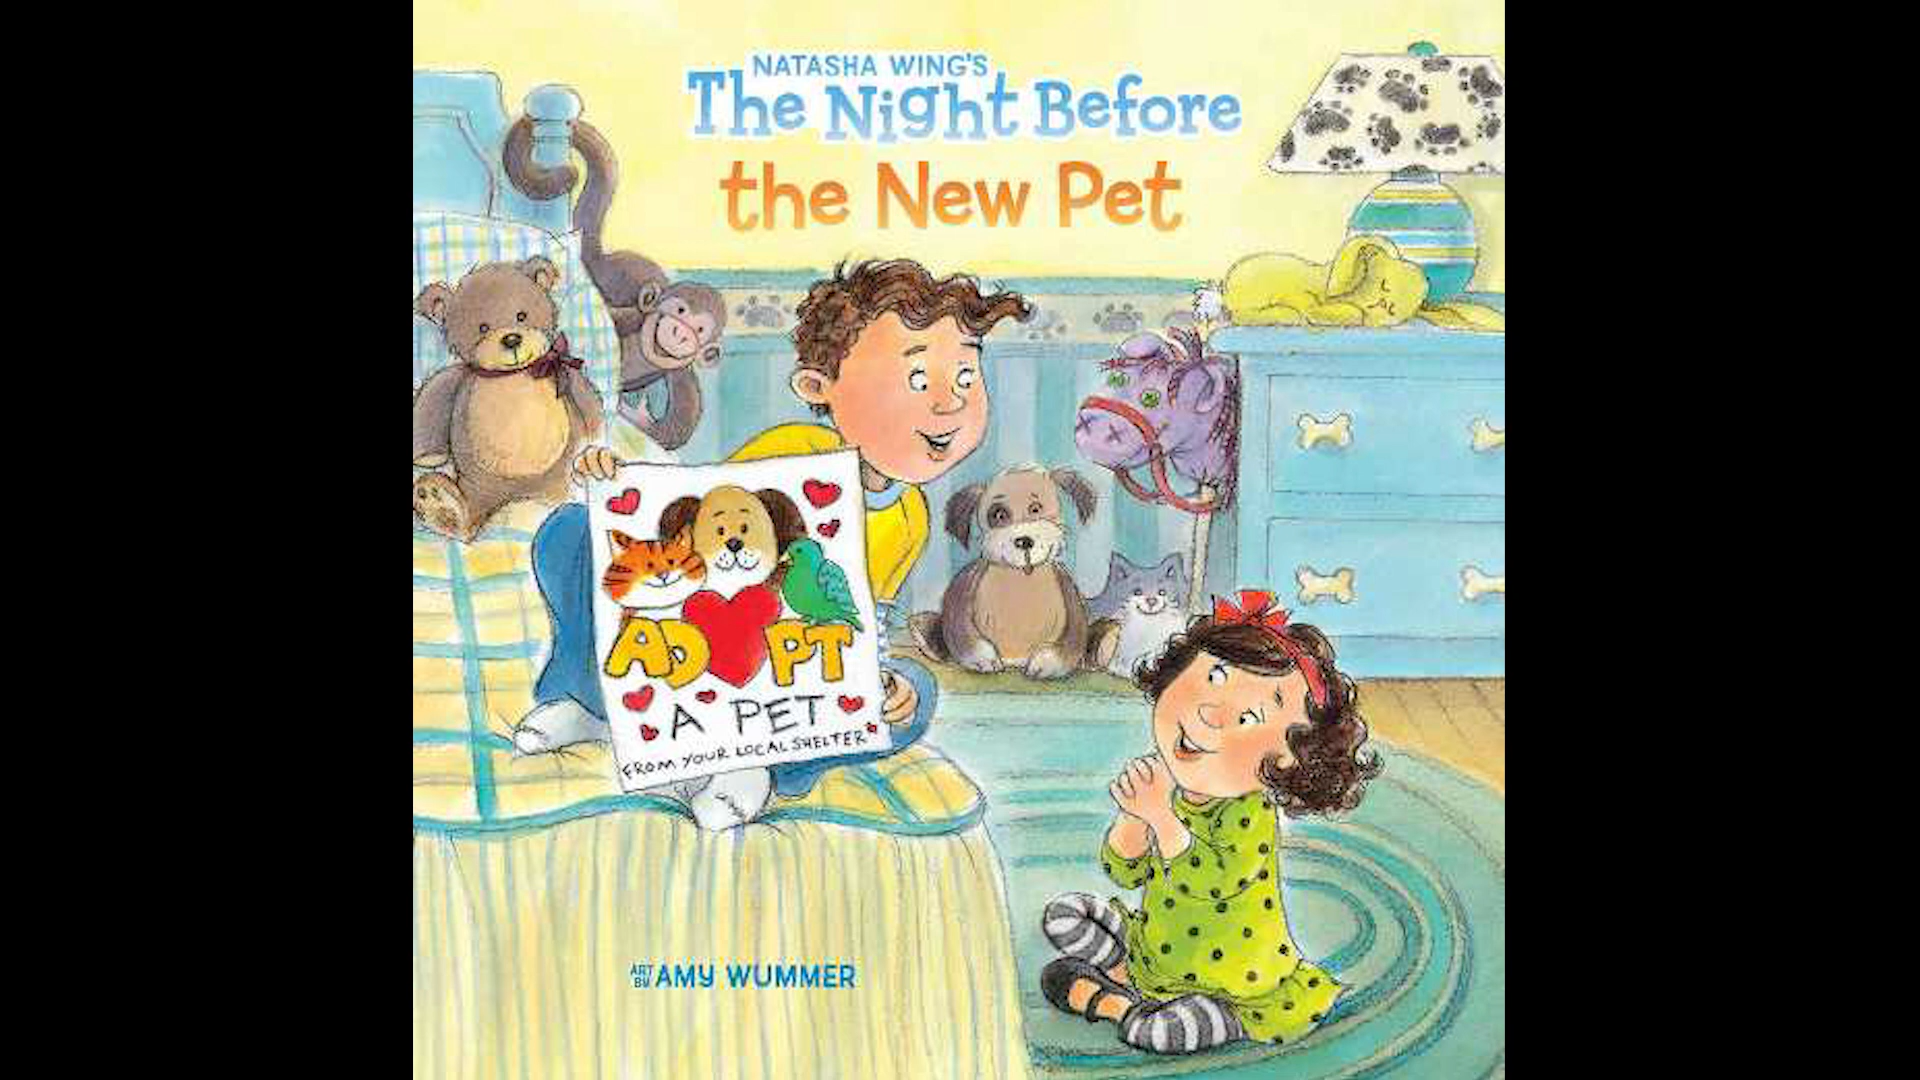 NATASHA WING'S
The Night Before
the New Pet
ADOPT
A PET
FROM YOUR LOCAL SHELTER
ART BY AMY WUMMER